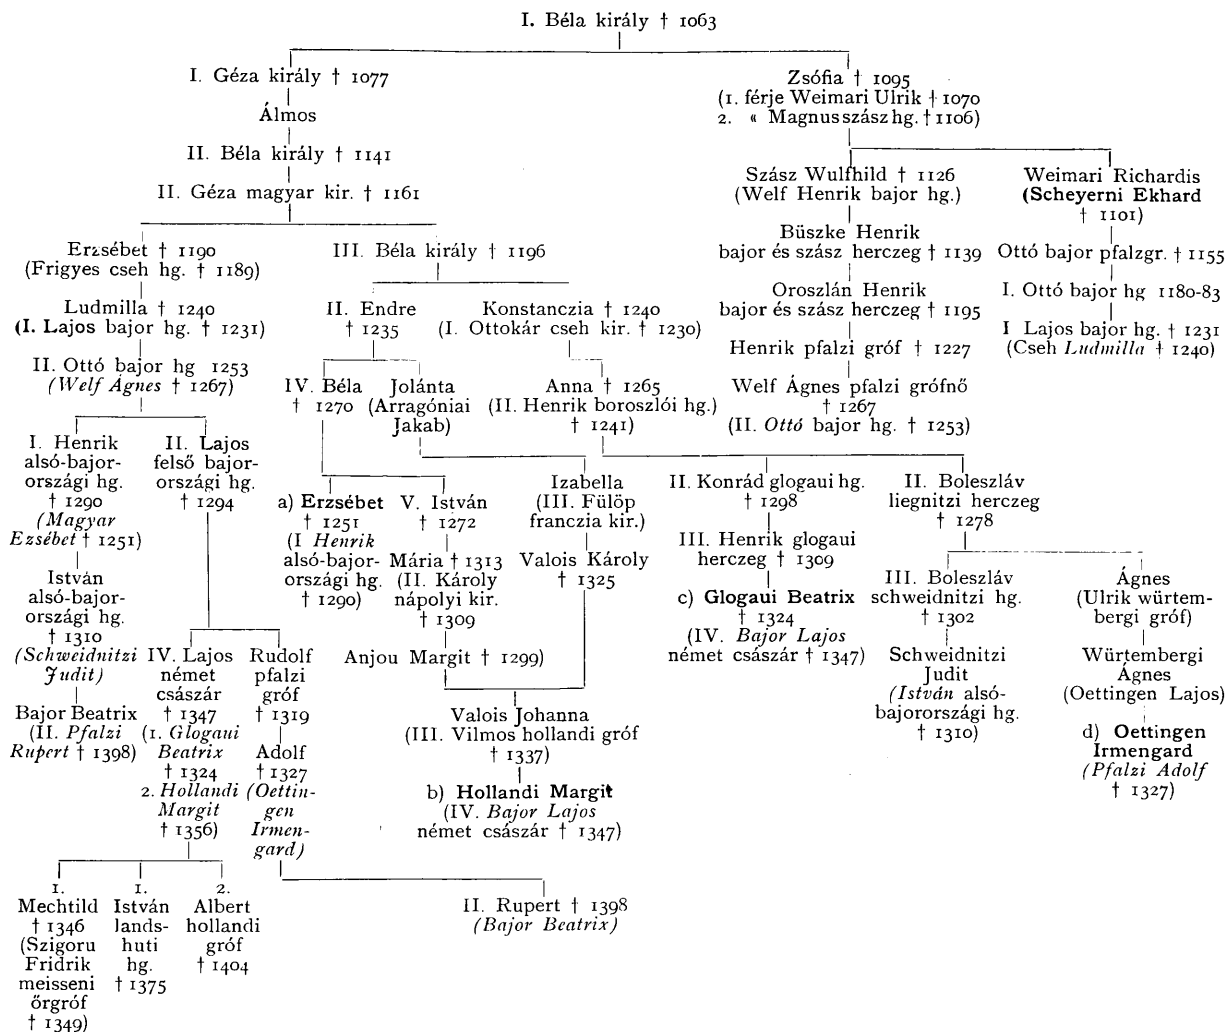 I. Béla király † 1063
I. Géza király † 1077
Álmos
II. Béla király † 1141
II. Géza magyar kir. † 1161
Zsófia † 1095
(1. férje Weimari Ulrik † 1070
2. « Magnus szász hg. † 1106)
Szász Wulfhild † 1126
(Welf Henrik bajor hg.)
Büszke Henrik
bajor és szász herczeg † 1139
Oroszlán Henrik
bajor és szász herczeg † 1195
Henrik pfalzi gróf † 1227
Welf Ágnes pfalzi grófnő
† 1267
(II. Ottó bajor hg. † 1253)
Weimari Richardis
(Scheyerni Ekhard
† 1101)
Ottó bajor pfalzgr. † 1155
I. Ottó bajor hg 1180-83
I Lajos bajor hg. † 1231
(Cseh Ludmilla † 1240)
Erzsébet † 1190
(Frigyes cseh hg. † 1189)
Ludmilla † 1240
(I. Lajos bajor hg. † 1231)
II. Ottó bajor hg 1253
(Welf Ágnes † 1267)
III. Béla király † 1196
II. Endre
† 1235
Konstanczia † 1240
(I. Ottokár cseh kir. † 1230)
IV. Béla
† 1270
Jolánta
(Arragóniai
Jakab)
Anna † 1265
(II. Henrik boroszlói hg.)
† 1241)
I. Henrik
alsó-bajor-
országi hg.
† 1290
(Magyar
Ezsébet † 1251)
István
alsó-bajor-
országi hg.
† 1310
(Schweidnitzi
Judit)
Bajor Beatrix
(II. Pfalzi
Rupert † 1398)
II. Lajos
felső bajor-
országi hg.
† 1294
IV. Lajos
német
császár
† 1347
(1. Glogaui
Beatrix
† 1324
2. Hollandi
Margit
† 1356)
Rudolf
pfalzi
gróf
† 1319
Adolf
† 1327
(Oettin-
gen
Irmen-
gard)
a) Erzsébet
† 1251
(I Henrik
alsó-bajor-
országi hg.
† 1290)
V. István
† 1272
Mária † 1313
(II. Károly
nápolyi kir.
† 1309
Anjou Margit † 1299)
Izabella
(III. Fülöp
franczia kir.)
Valois Károly
† 1325
Valois Johanna
(III. Vilmos hollandi gróf
† 1337)
b) Hollandi Margit
(IV. Bajor Lajos
német császár † 1347)
II. Konrád glogaui hg.
† 1298
III. Henrik glogaui
herczeg † 1309
c) Glogaui Beatrix
† 1324
(IV. Bajor Lajos
német császár † 1347)
II. Boleszláv
liegnitzi herczeg
† 1278
III. Boleszláv
schweidnitzi hg.
† 1302
Schweidnitzi
Judit
(István alsó-
bajorországi hg.
† 1310)
Ágnes
(Ulrik würtem-
bergi gróf)
Würtembergi
Ágnes
(Oettingen Lajos)
d) Oettingen
Irmengard
(Pfalzi Adolf
† 1327)
1.
Mechtild
† 1346
(Szigoru
Fridrik
meisseni
őrgróf
† 1349)
1.
István
lands-
huti
hg.
† 1375
2.
Albert
hollandi
gróf
† 1404
II. Rupert † 1398
(Bajor Beatrix)